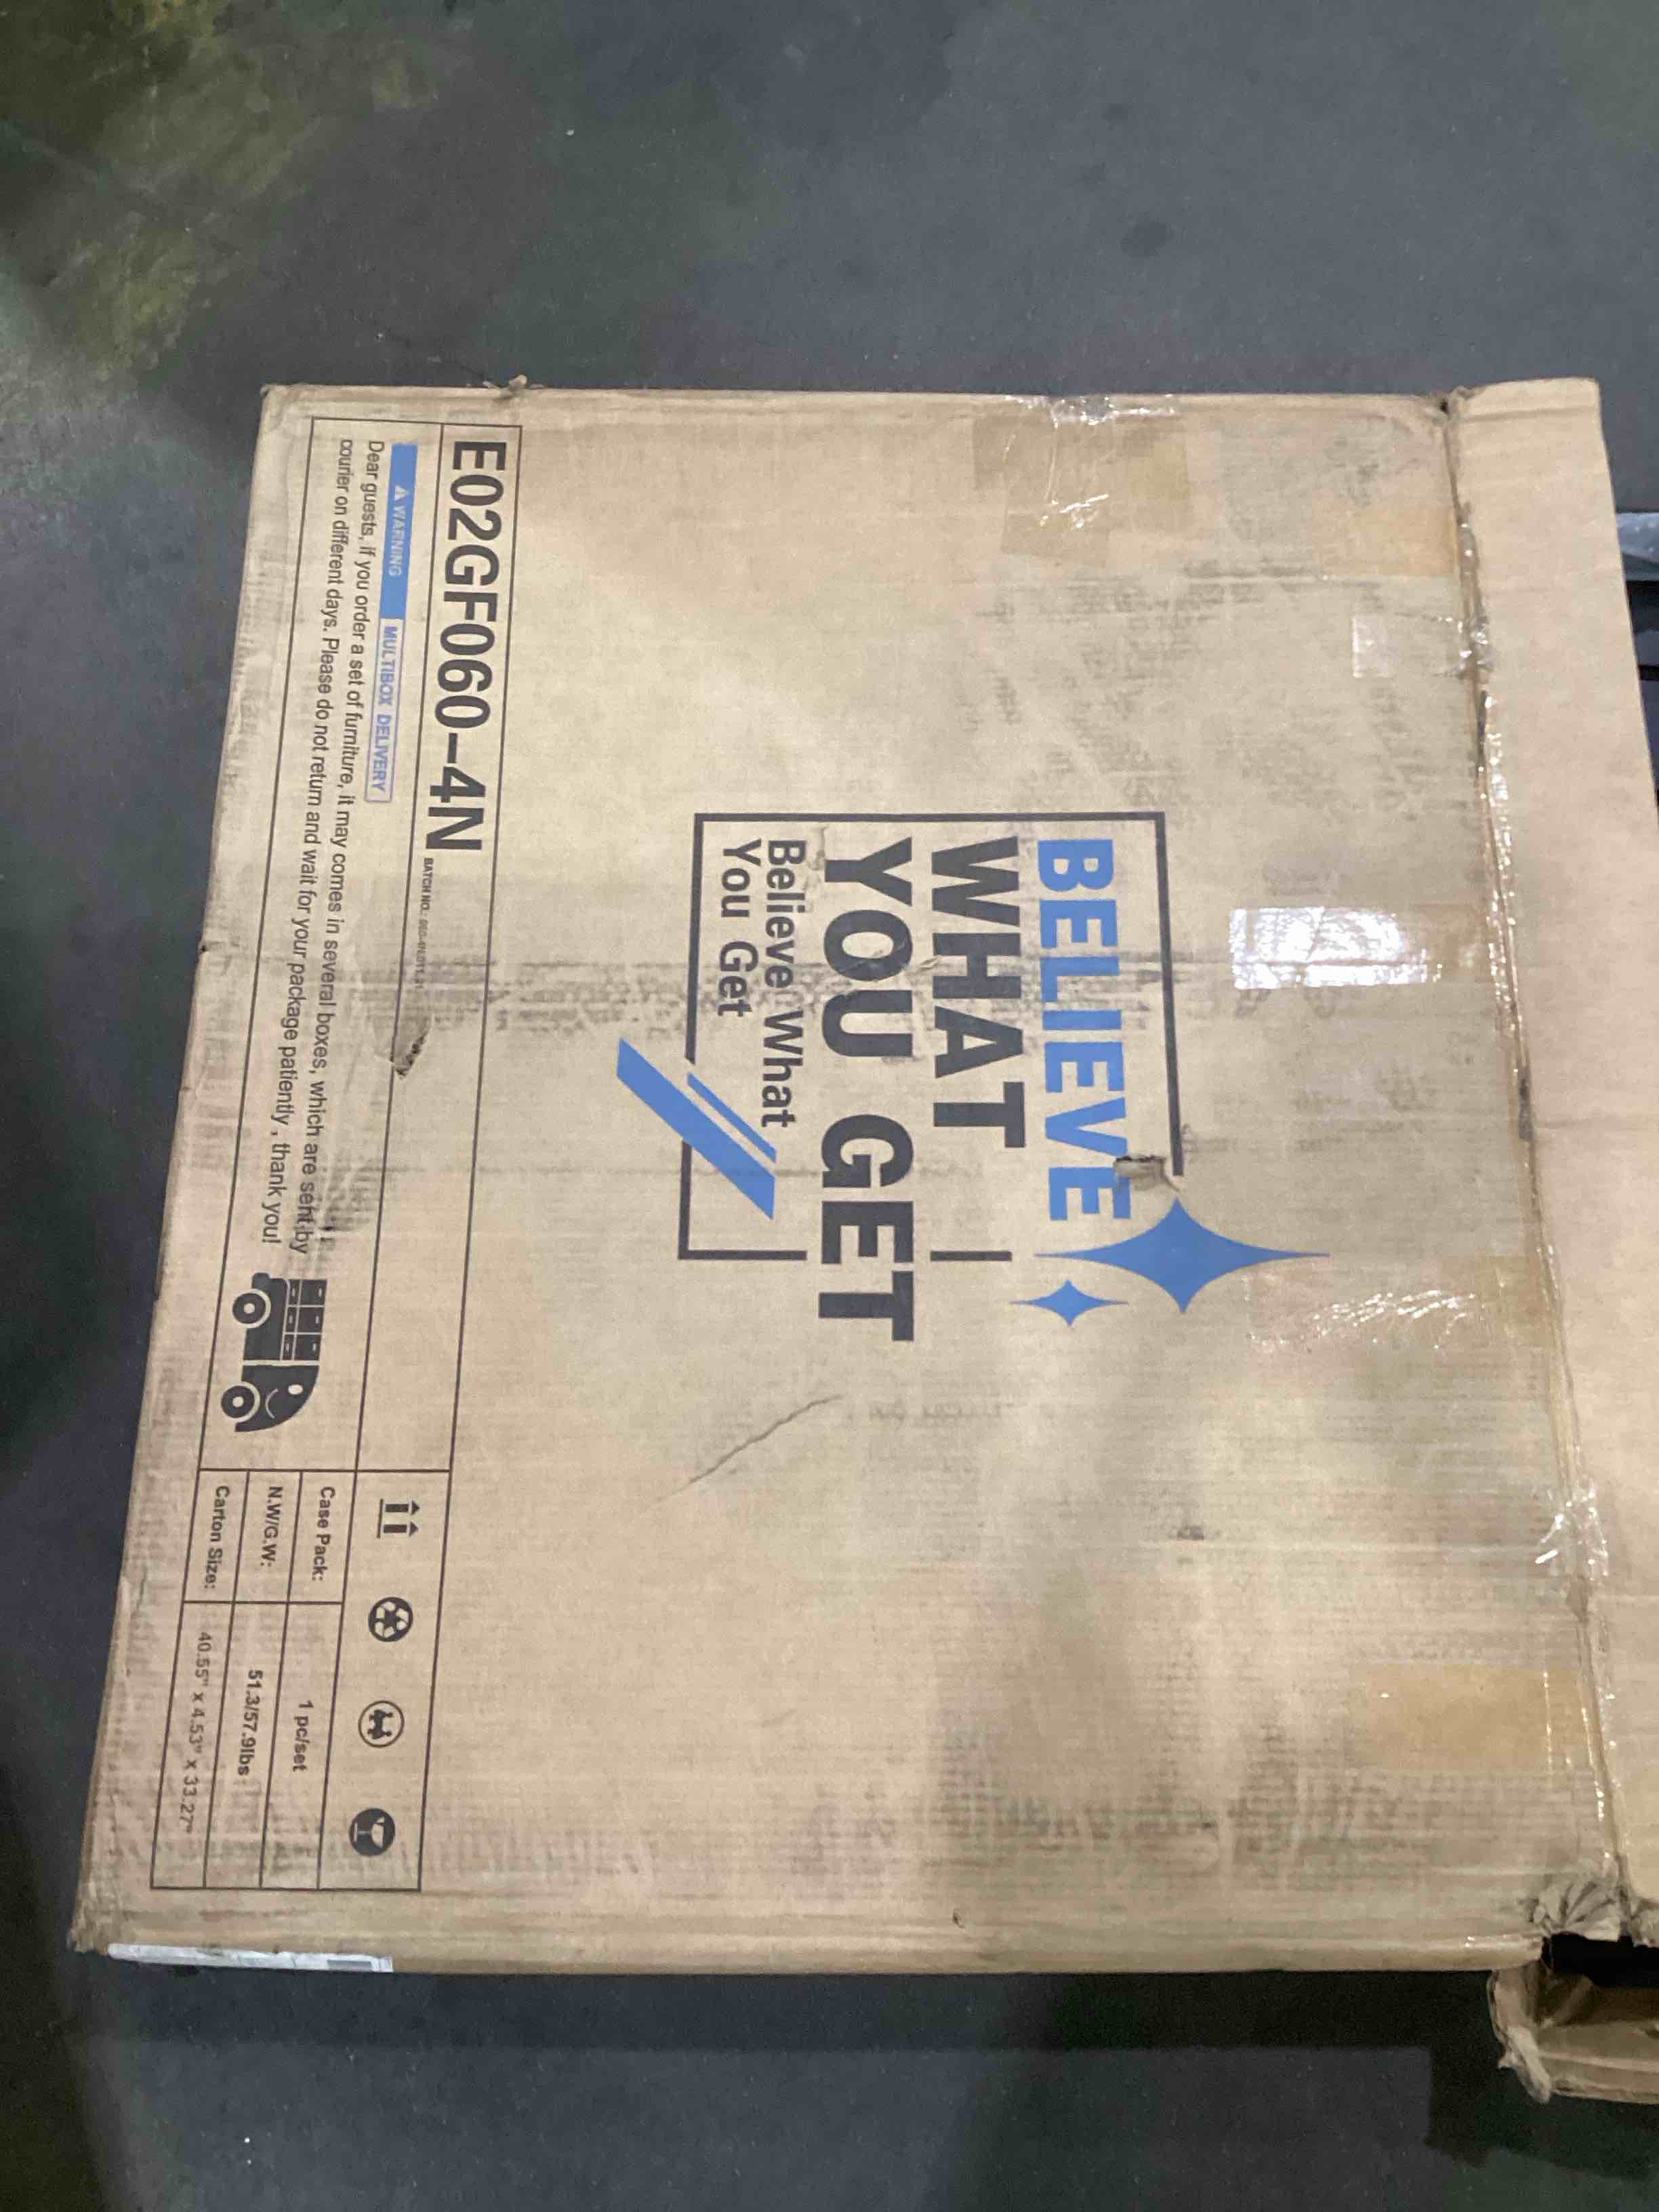 BELIEVE
WHAT
YOU GET
Believe What
You Get
E02GF060-4N
BATCH NO.:
WARNING
MULTIBOX DELIVERY
Dear guests, if you order a set of furniture, it may comes in several boxes, which are sent by
courier on different days. Please do not return and wait for your package patiently , thank you!
Case Pack: 1 pc/set
N.W/G.W: 51.3/57.9lbs
Carton Size: 40.55" x 4.53" x 33.27"